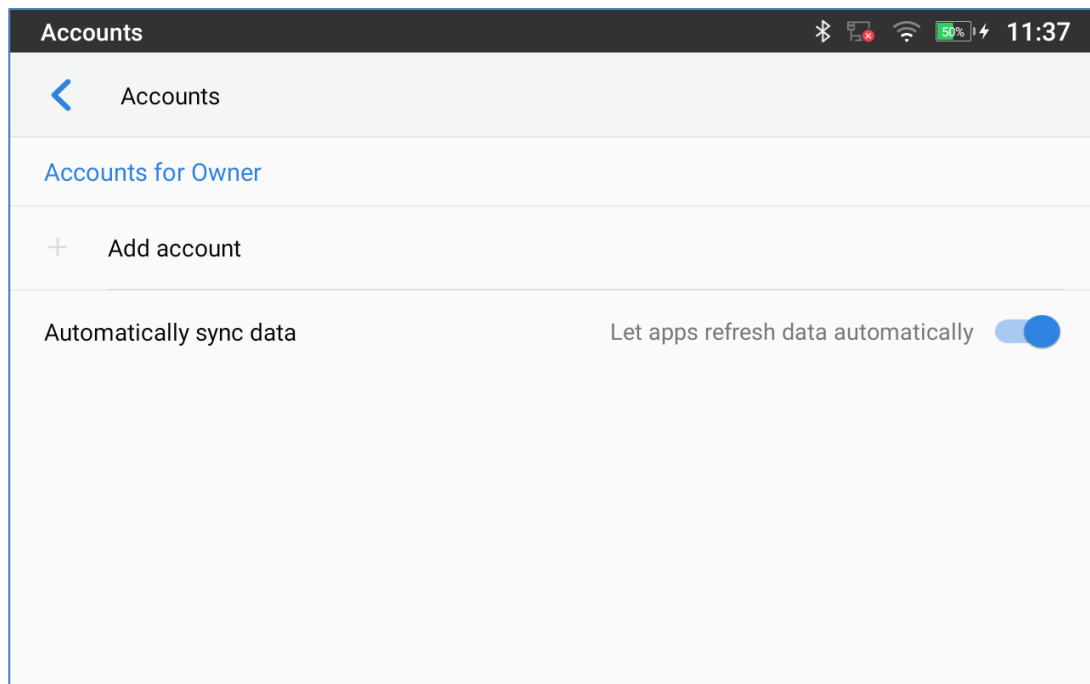 Accounts 50% 11:37
Accounts
Accounts for Owner
+ Add account
Automatically sync data Let apps refresh data automatically